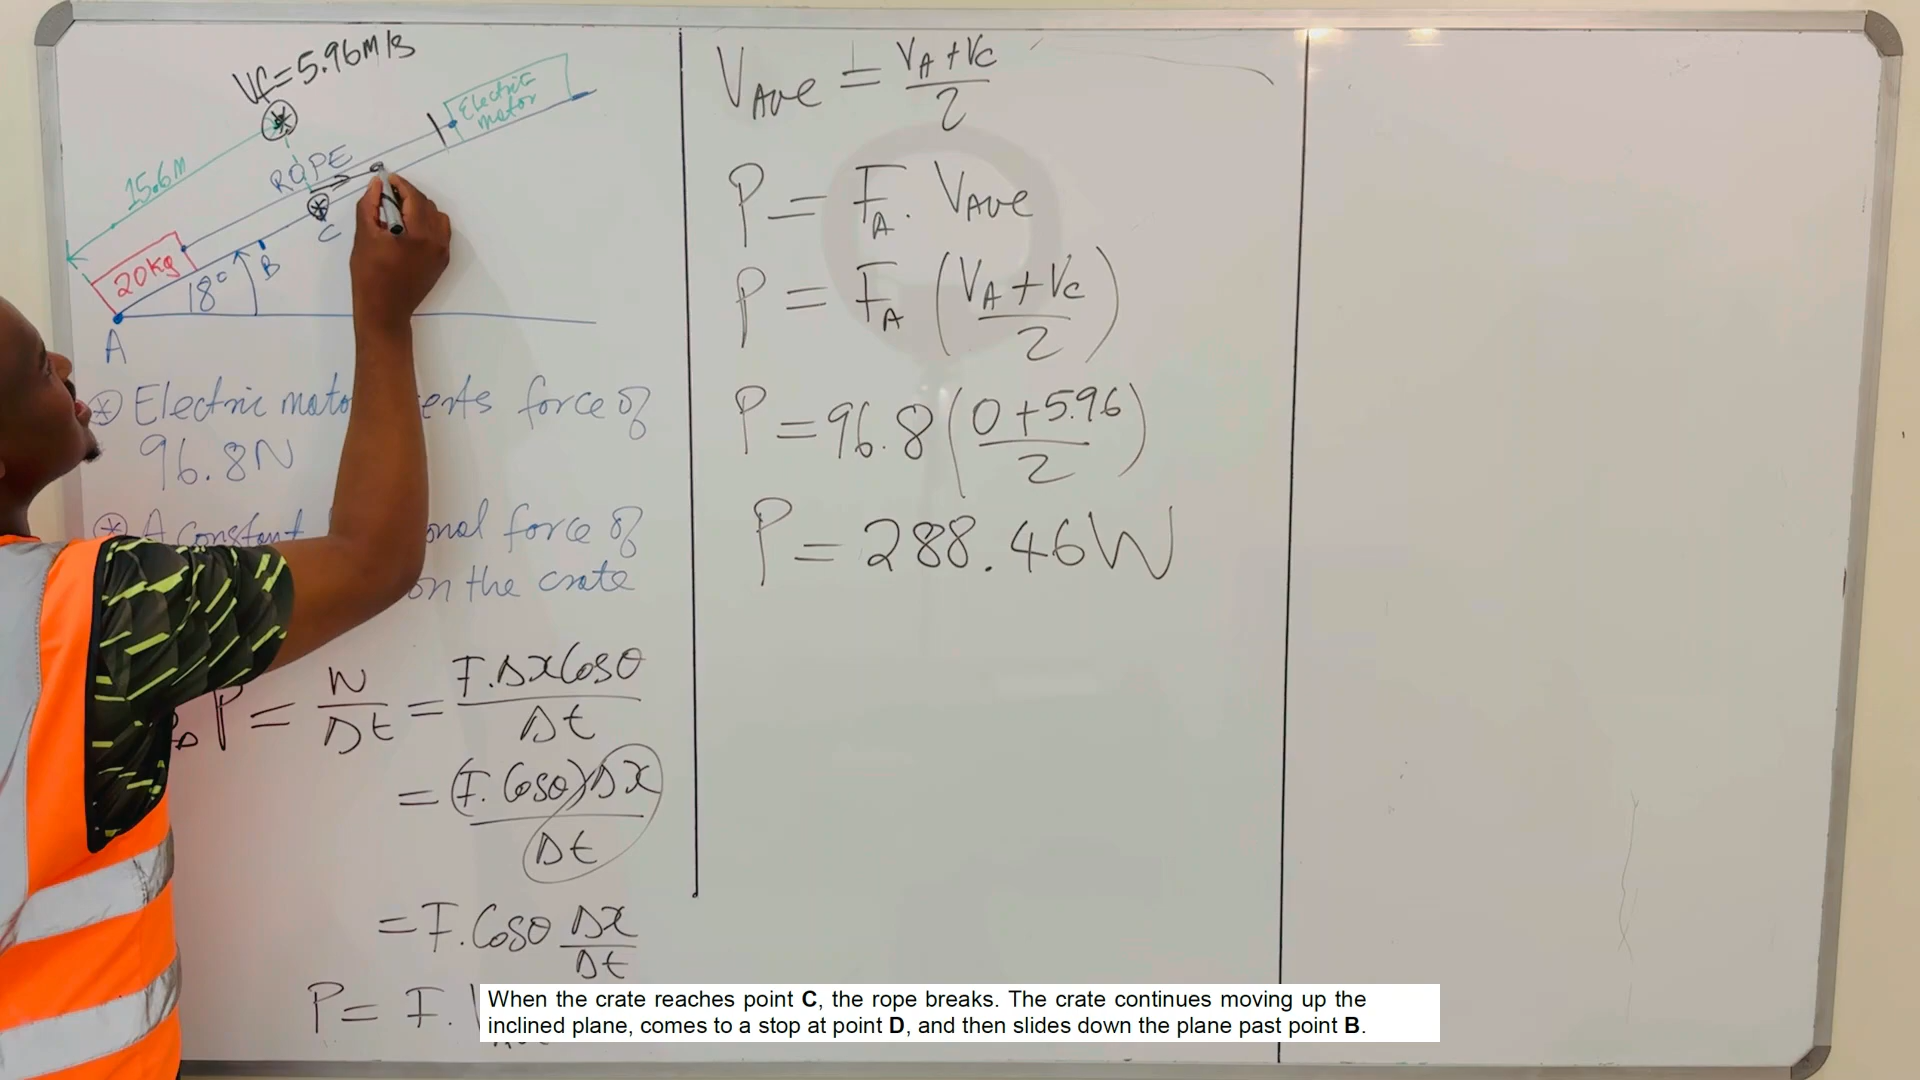 Vf = 5.96M/s
Electric
motor
15.6M
ROPE
C
20kg
18°
B
A
* Electric moto erts force of
96.8N
* A constant onal force of
on the crate
P = W/Δt = F.ΔxCosθ/Δt
= (F.Cosθ)Δx/Δt
= F.Cosθ Δx/Δt
P = F.
VAve = VA + VC/2
P = FA. VAve
P = FA (VA + VC/2)
P = 96.8 (0 + 5.96/2)
P = 288.46W
When the crate reaches point C, the rope breaks. The crate continues moving up the
inclined plane, comes to a stop at point D, and then slides down the plane past point B.